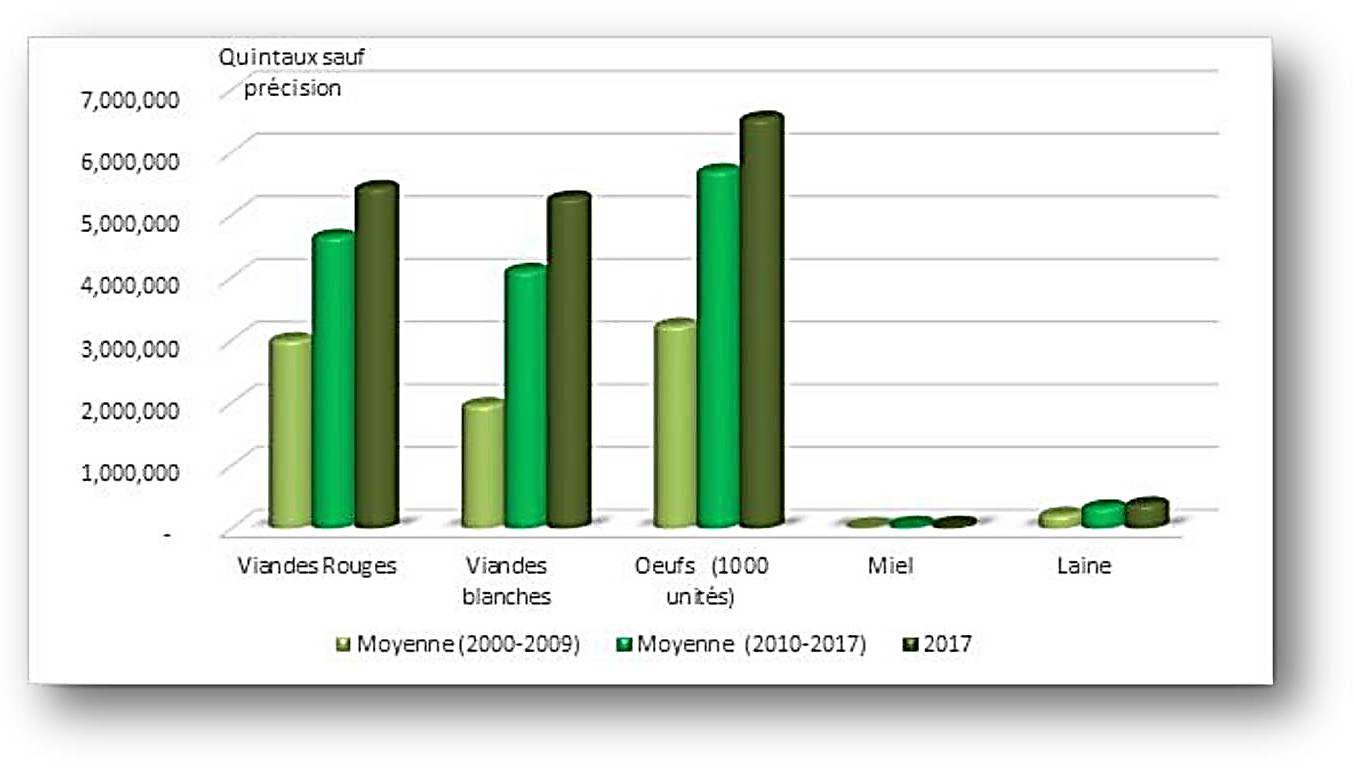 Quintaux sauf
précision
7,000,000
6,000,000
5,000,000
4,000,000
3,000,000
2,000,000
1,000,000
-
Viandes Rouges
Viandes
blanches
Oeufs (1000
unités)
Miel
Laine
Moyenne (2000-2009)
Moyenne (2010-2017)
2017